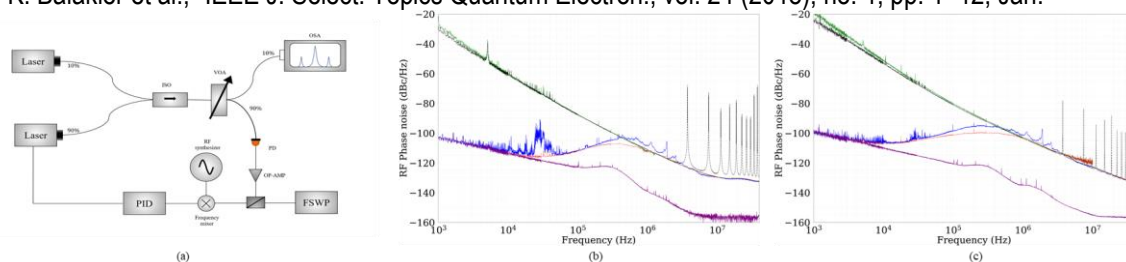 K. Balakier et al., IEEE J. Select. Topics Quantum Electron., vol. 24 (2018), no. 1, pp. 1–12, Jan.
Laser
10%
ISO
VOA
10%
OSA
Laser
90%
90%
RF
synthesizer
PD
OP-AMP
PID
Frequency
mixer
FSWP
(a)
RF Phase noise (dBc/Hz)
−20
−40
−60
−80
−100
−120
−140
−160
10³
10⁴
10⁵
10⁶
10⁷
Frequency (Hz)
(b)
RF Phase noise (dBc/Hz)
−20
−40
−60
−80
−100
−120
−140
−160
10³
10⁴
10⁵
10⁶
10⁷
Frequency (Hz)
(c)